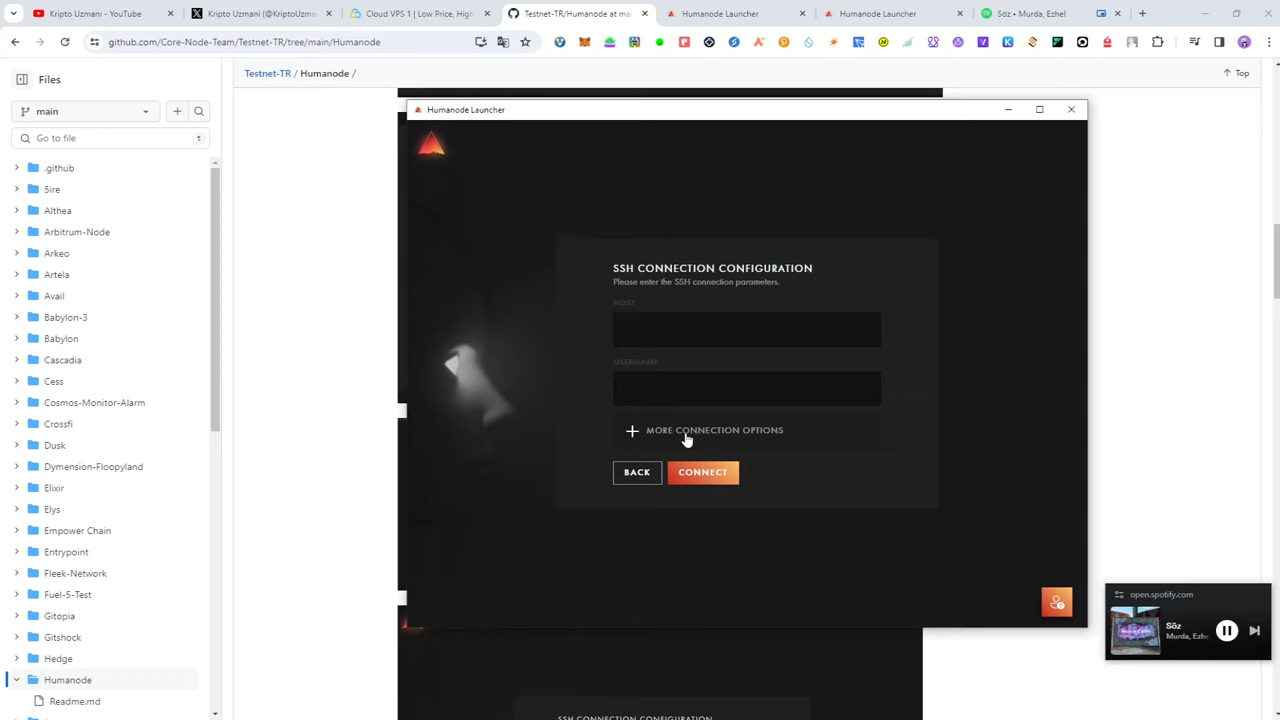 Kripto Uzmani - YouTube
Kripto Uzmani (@KriptoUzma
Cloud VPS 1 | Low Price, High
Testnet-TR/Humanode at ma
Humanode Launcher
Humanode Launcher
Söz • Murda, Ezhel
github.com/Core-Node-Team/Testnet-TR/tree/main/Humanode
Files
Testnet-TR / Humanode /
Top
main
Go to file
t
.github
5ire
Althea
Arbitrum-Node
Arkeo
Artela
Avail
Babylon-3
Babylon
Cascadia
Cess
Cosmos-Monitor-Alarm
Crossfi
Dusk
Dymension-Floopyland
Elixir
Elys
Empower Chain
Entrypoint
Fleek-Network
Fuel-5-Test
Gitopia
Gitshock
Hedge
Humanode
Readme.md
Humanode Launcher
SSH CONNECTION CONFIGURATION
Please enter the SSH connection parameters.
HOST
USERNAME
MORE CONNECTION OPTIONS
BACK
CONNECT
open.spotify.com
Söz
Murda, Ezhe
SSH CONNECTION CONFIGURATION